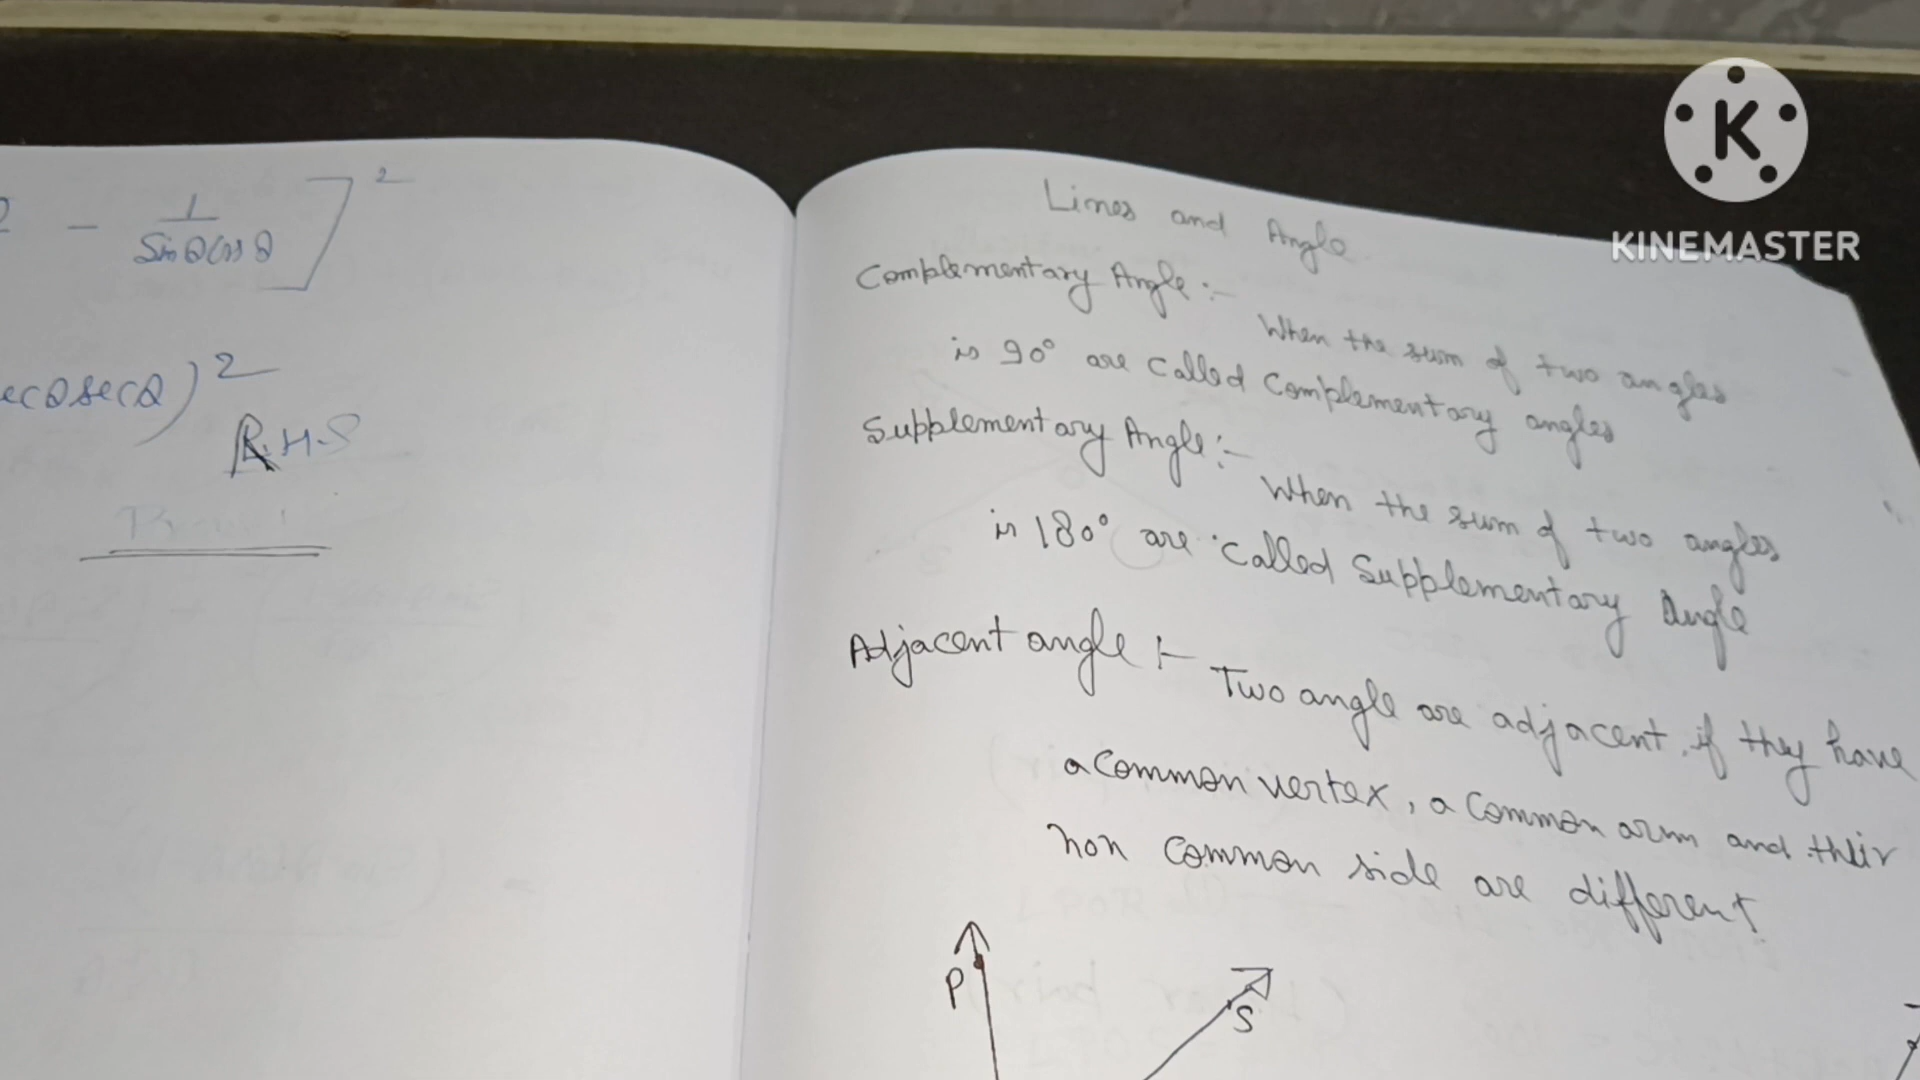 - 1/Sinθcosθ ]²
ecθsecθ)²
R.H.S
Lines and Angle
Complementary Angle :-
When the sum of two angles
is 90° are called Complementary angles
Supplementary Angle :-
When the sum of two angles
is 180° are called Supplementary Angle
Adjacent angle :-
Two angle are adjacent if they have
a common vertex, a common arm and their
non common side are different.
P
S
K
KINEMASTER